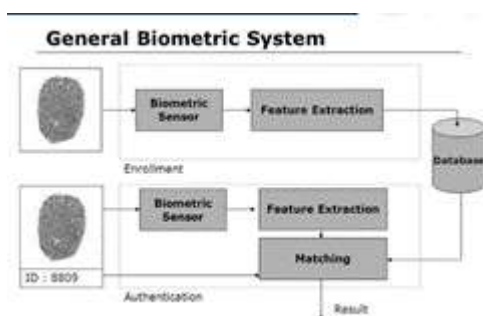 General Biometric System
Biometric
Sensor
Feature Extraction
Database
Enrollment
Biometric
Sensor
Feature Extraction
Matching
ID : 8809
Authentication
Result